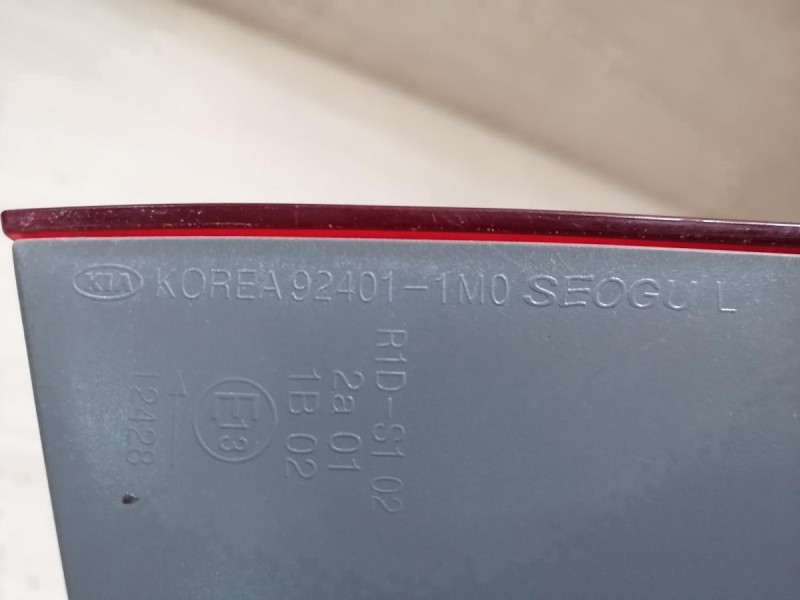 KIA KOREA 92401-1M0 SEOGU L
R1D-S1 02
2a 01
1B 02
E13
12428